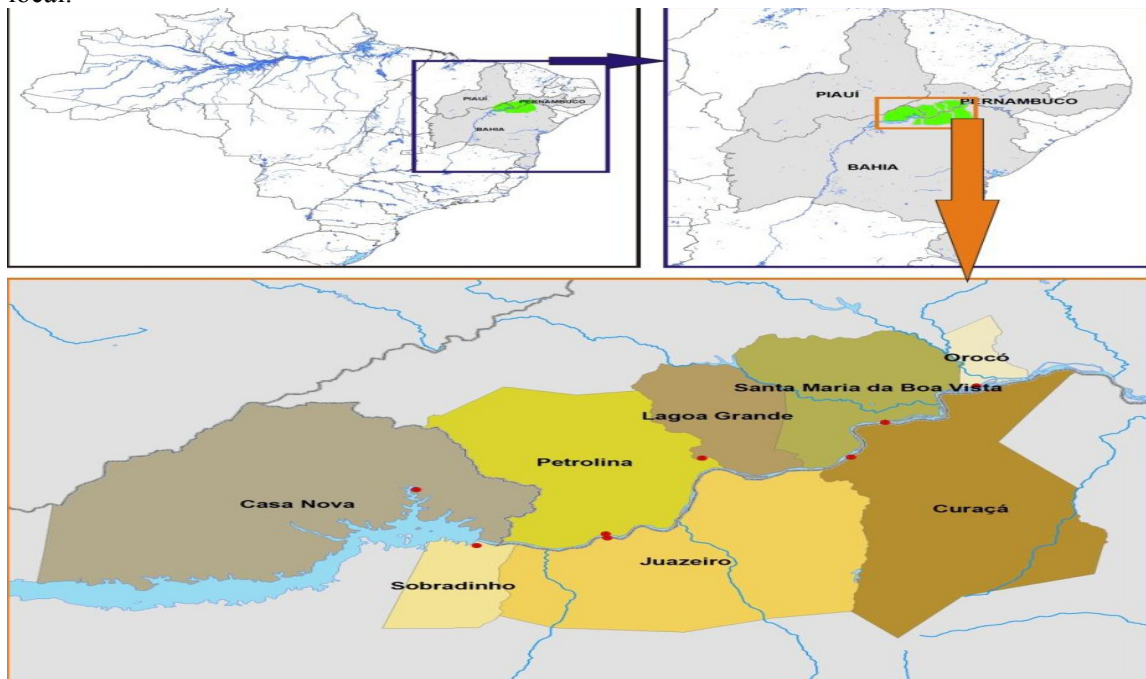 local.
PIAUÍ
PERNAMBUCO
BAHIA
PIAUÍ
PERNAMBUCO
BAHIA
Orocó
Santa Maria da Boa Vista
Lagoa Grande
Petrolina
Casa Nova
Curaçá
Juazeiro
Sobradinho